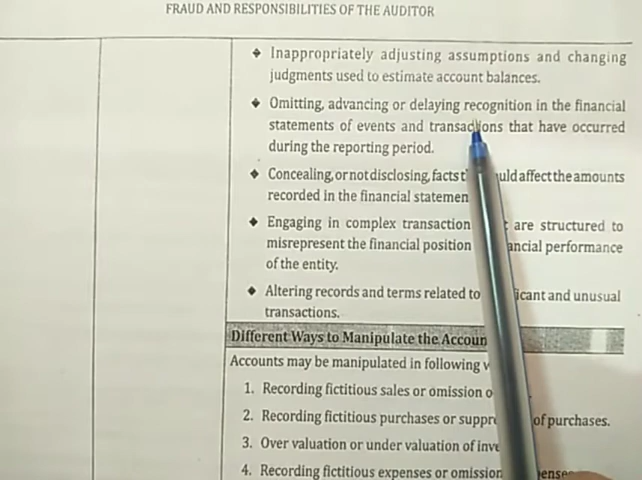 FRAUD AND RESPONSIBILITIES OF THE AUDITOR
❖ Inappropriately adjusting assumptions and changing
judgments used to estimate account balances.
❖ Omitting, advancing or delaying recognition in the financial
statements of events and transactions that have occurred
during the reporting period.
❖ Concealing, or not disclosing, facts uld affect the amounts
recorded in the financial statemen
❖ Engaging in complex transaction are structured to
misrepresent the financial position ancial performance
of the entity.
❖ Altering records and terms related to icant and unusual
transactions.
Different Ways to Manipulate the Accoun
Accounts may be manipulated in following
1. Recording fictitious sales or omission
2. Recording fictitious purchases or suppre of purchases.
3. Over valuation or under valuation of inve
4. Recording fictitious expenses or omission